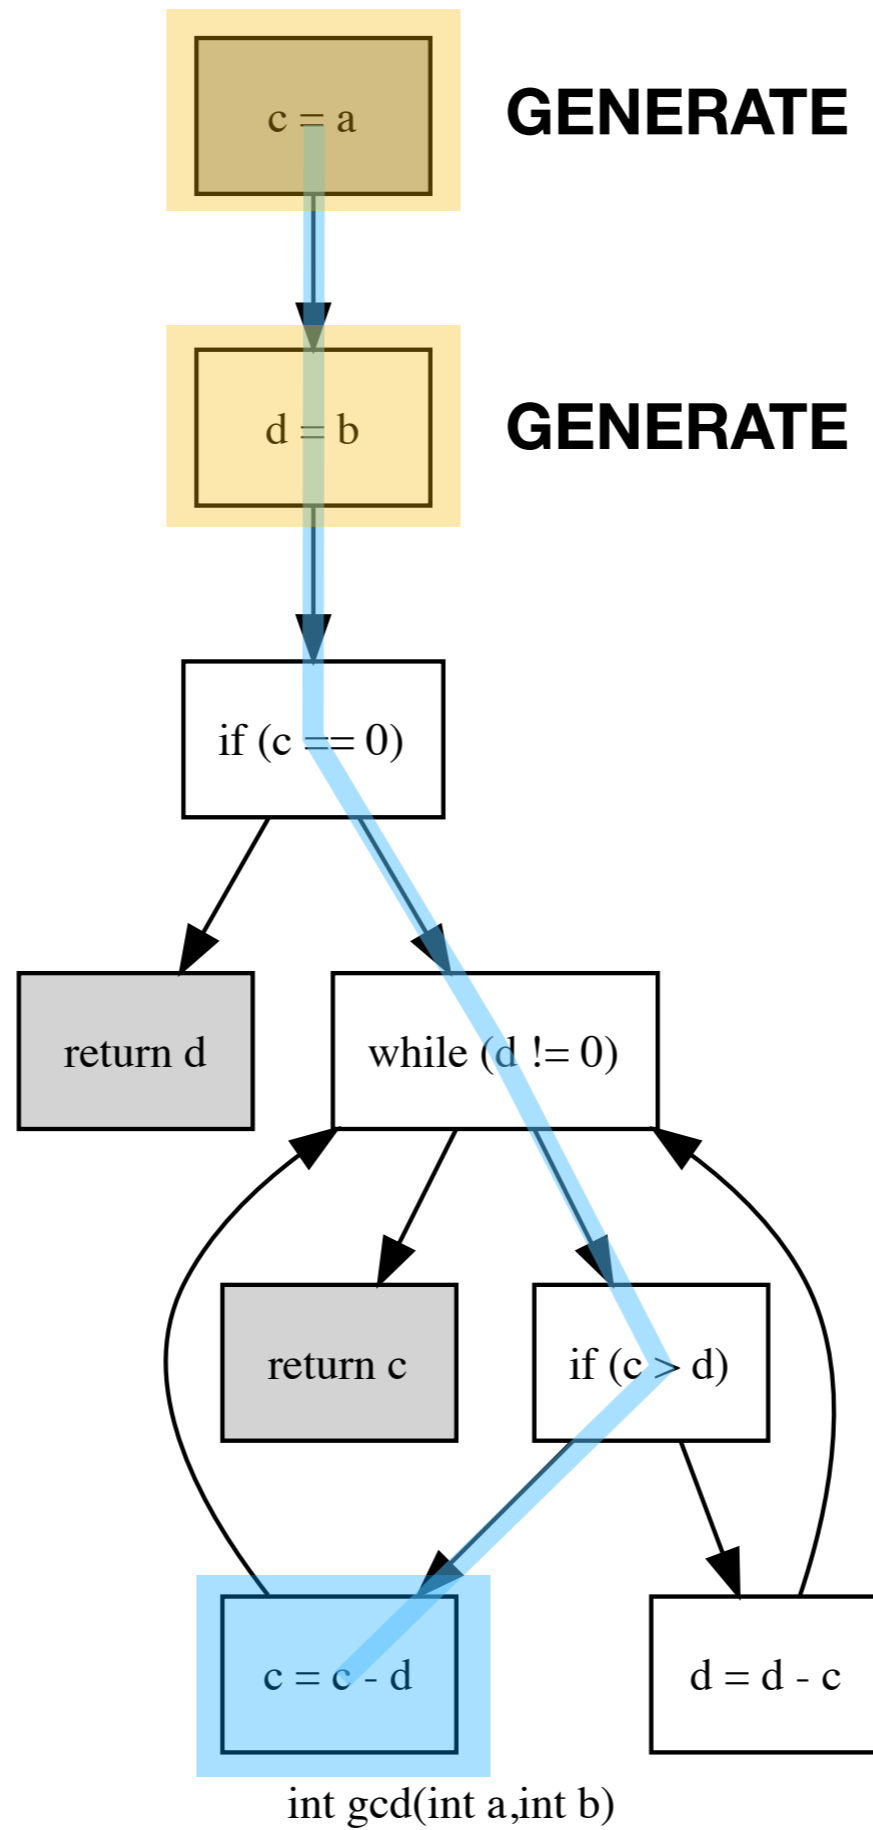 c = a
GENERATE
d = b
GENERATE
if (c == 0)
return d
while (d != 0)
return c
if (c > d)
c = c - d
d = d - c
int gcd(int a,int b)